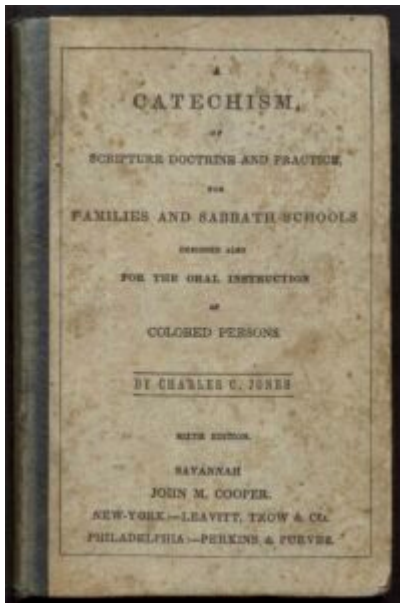 A
CATECHISM,
OF
SCRIPTURE DOCTRINE AND PRACTICE,
FOR
FAMILIES AND SABBATH SCHOOLS
DESIGNED ALSO
FOR THE ORAL INSTRUCTION
OF
COLORED PERSONS.
BY CHARLES C. JONES
SIXTH EDITION.
SAVANNAH
JOHN M. COOPER.
NEW-YORK:—LEAVITT, TROW & CO.
PHILADELPHIA:—PERKINS & PURVES.